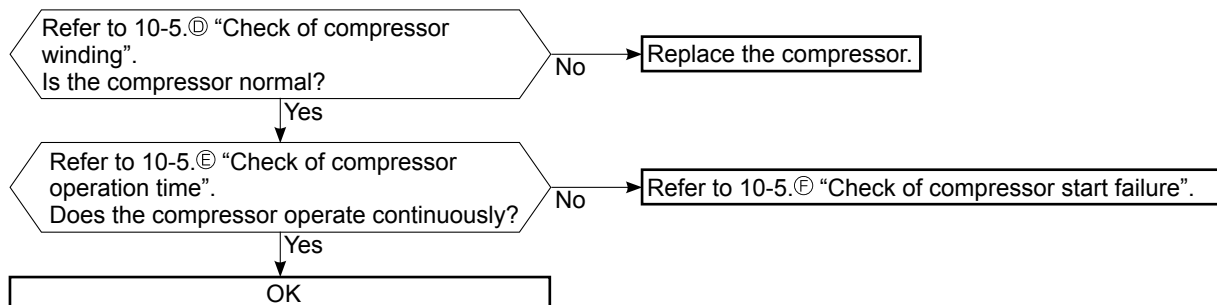 Refer to 10-5.Ⓓ “Check of compressor
winding”.
Is the compressor normal?
No
Replace the compressor.
Yes
Refer to 10-5.Ⓔ “Check of compressor
operation time”.
Does the compressor operate continuously?
No
Refer to 10-5.Ⓕ “Check of compressor start failure”.
Yes
OK